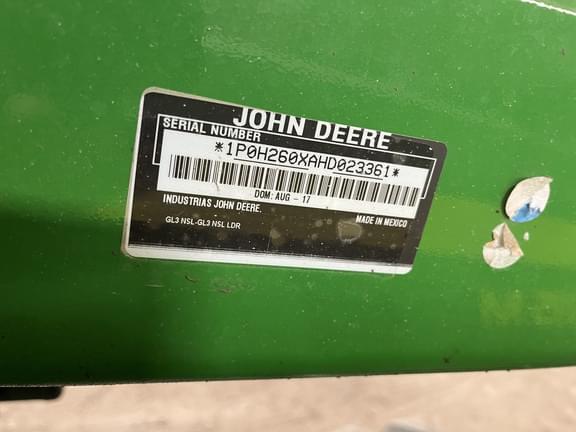 JOHN DEERE
SERIAL NUMBER
*1P0H260XAHD023361*
DOM: AUG - 17
INDUSTRIAS JOHN DEERE.
MADE IN MEXICO
GL3 NSL-GL3 NSL LDR